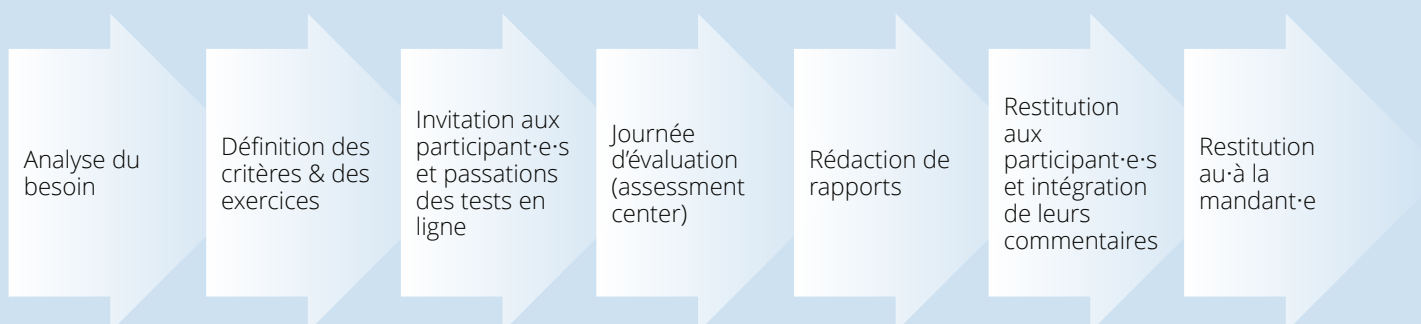 Analyse du
besoin
Définition des
critères & des
exercices
Invitation aux
participant·e·s
et passations
des tests en
ligne
Journée
d'évaluation
(assessment
center)
Rédaction de
rapports
Restitution
aux
participant·e·s
et intégration
de leurs
commentaires
Restitution
au·à la
mandant·e